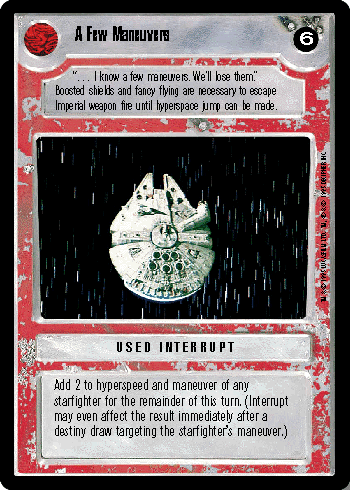 A Few Maneuvers
6
“. . . I know a few maneuvers. We'll lose them.”
Boosted shields and fancy flying are necessary to escape
Imperial weapon fire until hyperspace jump can be made.
USED INTERRUPT
Add 2 to hyperspeed and maneuver of any
starfighter for the remainder of this turn. (Interrupt
may even affect the result immediately after a
destiny draw targeting the starfighter's maneuver.)